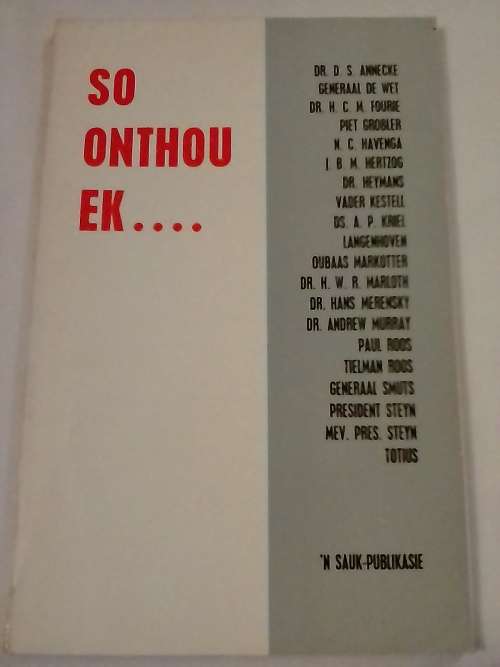 SO
ONTHOU
EK....
DR. D. S. ANNECKE
GENERAAL DE WET
DR. H. C. M. FOURIE
PIET GROBLER
N. C. HAVENGA
J. B. M. HERTZOG
DR. HEYMANS
VADER KESTELL
DS. A. P. KRIEL
LANGENHOVEN
OUBAAS MARKOTTER
DR. H. W. R. MARLOTH
DR. HANS MERENSKY
DR. ANDREW MURRAY
PAUL ROOS
TIELMAN ROOS
GENERAAL SMUTS
PRESIDENT STEYN
MEV. PRES. STEYN
TOTIUS
'N SAUK-PUBLIKASIE